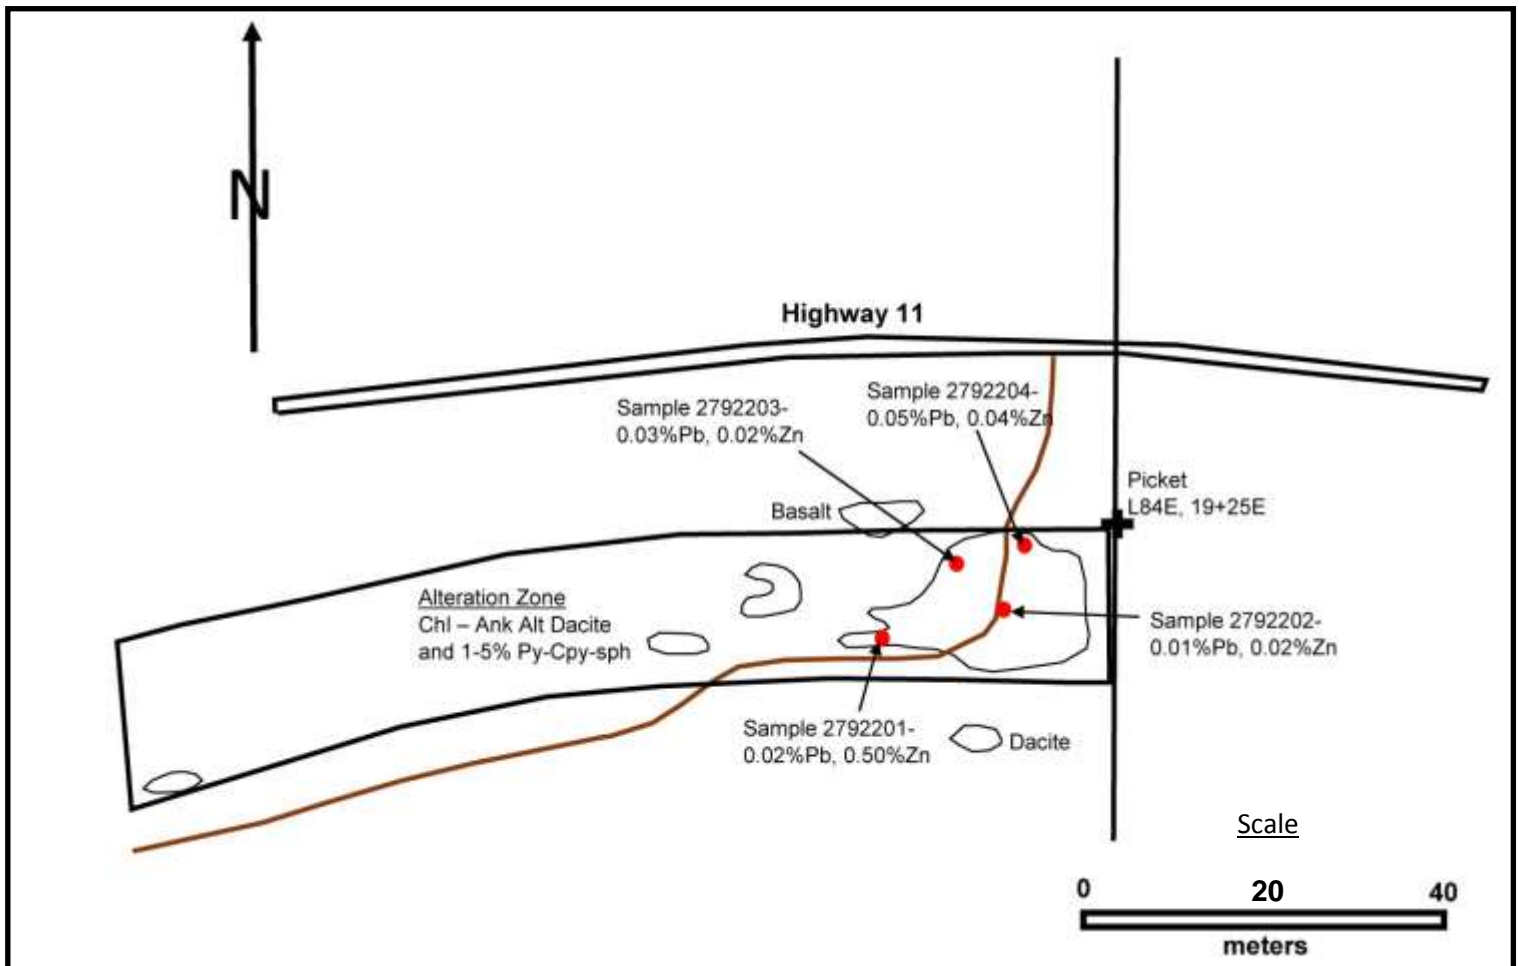 N
Highway 11
Sample 2792204-
0.05%Pb, 0.04%Zn
Sample 2792203-
0.03%Pb, 0.02%Zn
Picket
L84E, 19+25E
Basalt
Alteration Zone
Chl – Ank Alt Dacite
and 1-5% Py-Cpy-sph
Sample 2792202-
0.01%Pb, 0.02%Zn
Sample 2792201-
0.02%Pb, 0.50%Zn
Dacite
Scale
0 20 40
meters